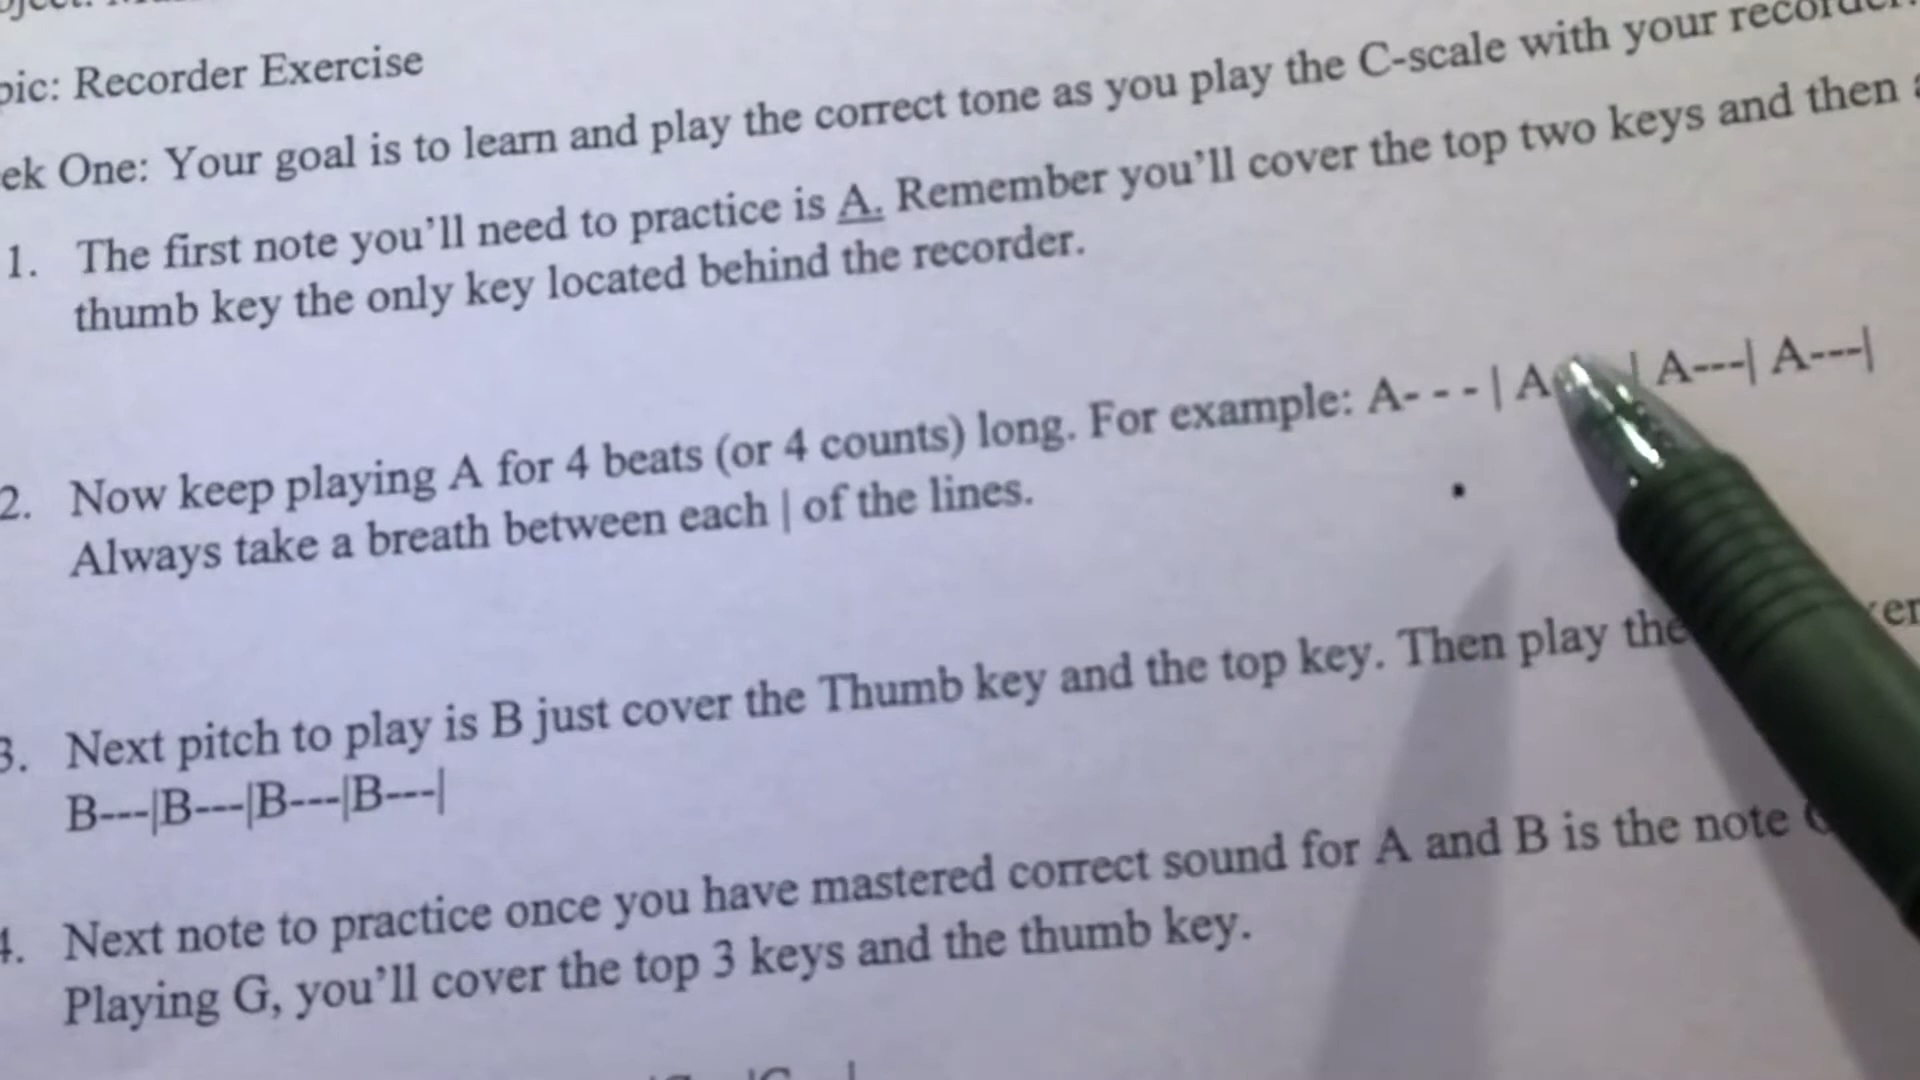 Topic: Recorder Exercise
ek One: Your goal is to learn and play the correct tone as you play the C-scale with your recorder.
1. The first note you'll need to practice is A. Remember you'll cover the top two keys and then
thumb key the only key located behind the recorder.
2. Now keep playing A for 4 beats (or 4 counts) long. For example: A- - - | A | A---| A---|
Always take a breath between each | of the lines.
3. Next pitch to play is B just cover the Thumb key and the top key. Then play the
B---|B---|B---|B---|
4. Next note to practice once you have mastered correct sound for A and B is the note
Playing G, you'll cover the top 3 keys and the thumb key.